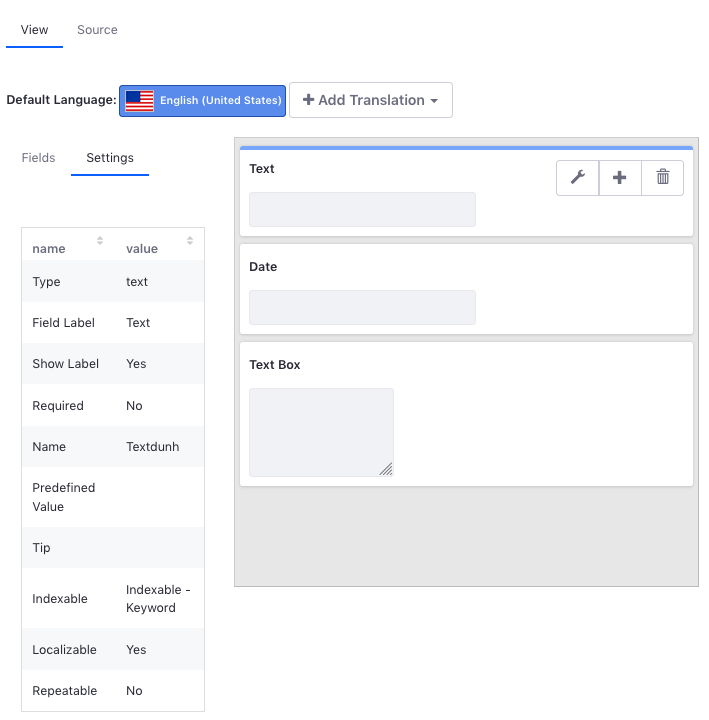 View Source
Default Language: English (United States) Add Translation
Fields Settings
name value
Type text
Field Label Text
Show Label Yes
Required No
Name Textdunh
Predefined
Value
Tip
Indexable Indexable -
Keyword
Localizable Yes
Repeatable No
Text
Date
Text Box